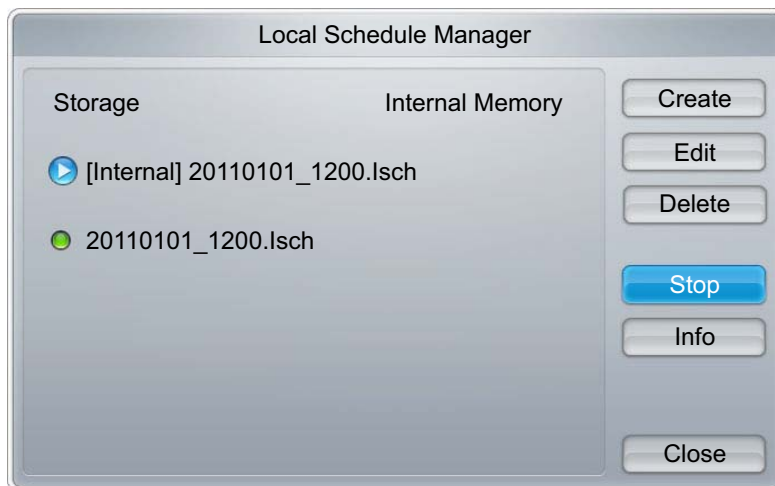 Local Schedule Manager
Storage Internal Memory
[Internal] 20110101_1200.lsch
20110101_1200.lsch
Create
Edit
Delete
Stop
Info
Close